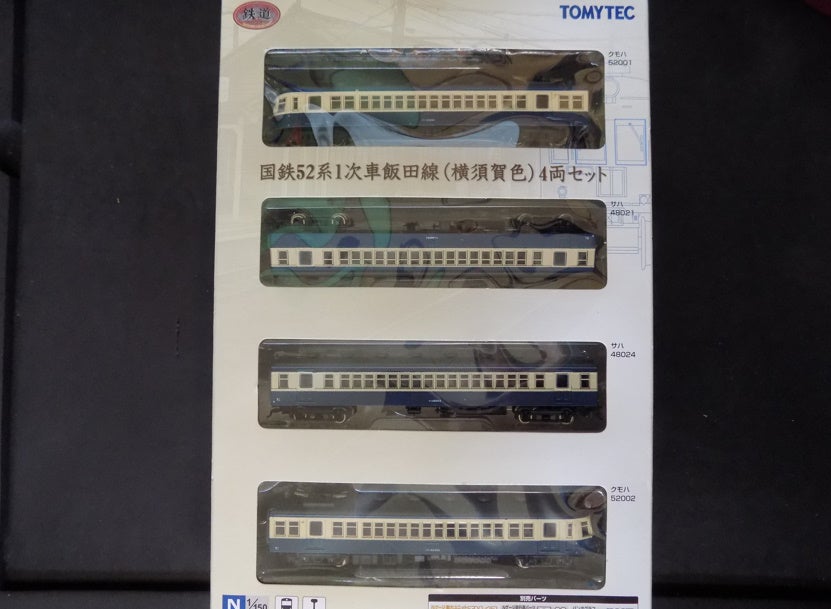 鉄道
TOMYTEC
クモハ
52001
国鉄52系1次車飯田線(横須賀色)4両セット
サハ
48021
サハ
48024
クモハ
52002
N 1/150
別売パーツ